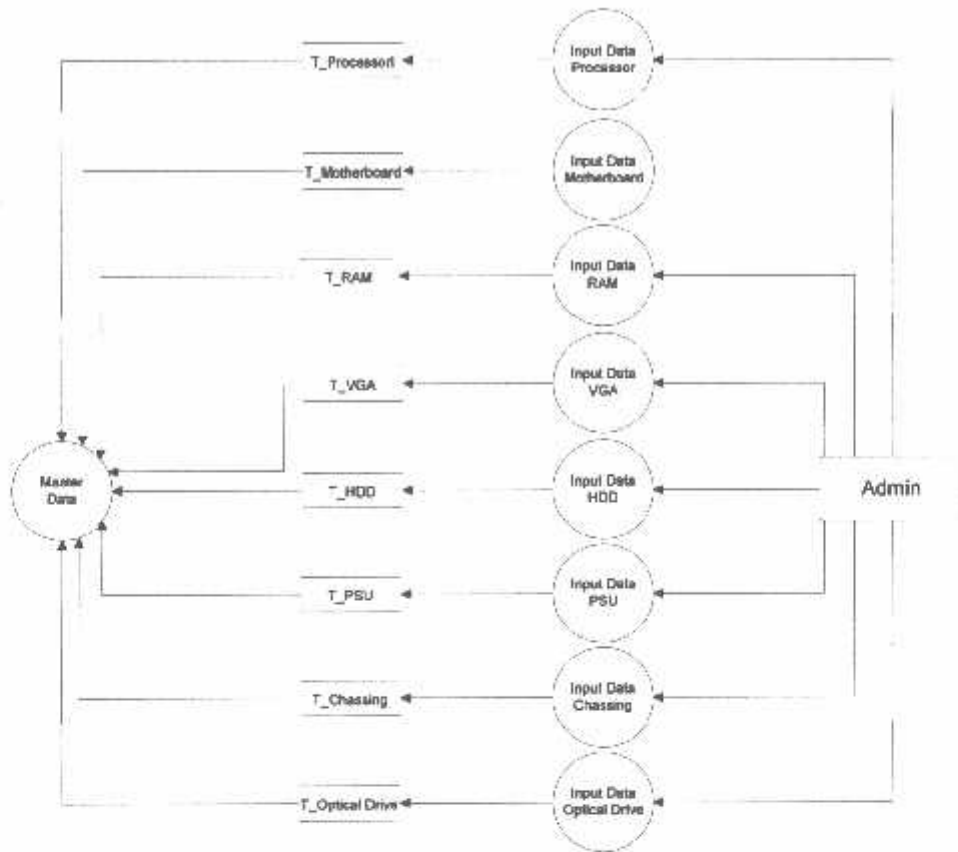 T_Processorl
Input Data
Processor
T_Motherboard
Input Data
Motherboard
T_RAM
Input Data
RAM
T_VGA
Input Data
VGA
Master
Data
T_HDD
Input Data
HDD
Admin
T_PSU
Input Data
PSU
T_Chassing
Input Data
Chassing
T_Optical Drive
Input Data
Optical Drive